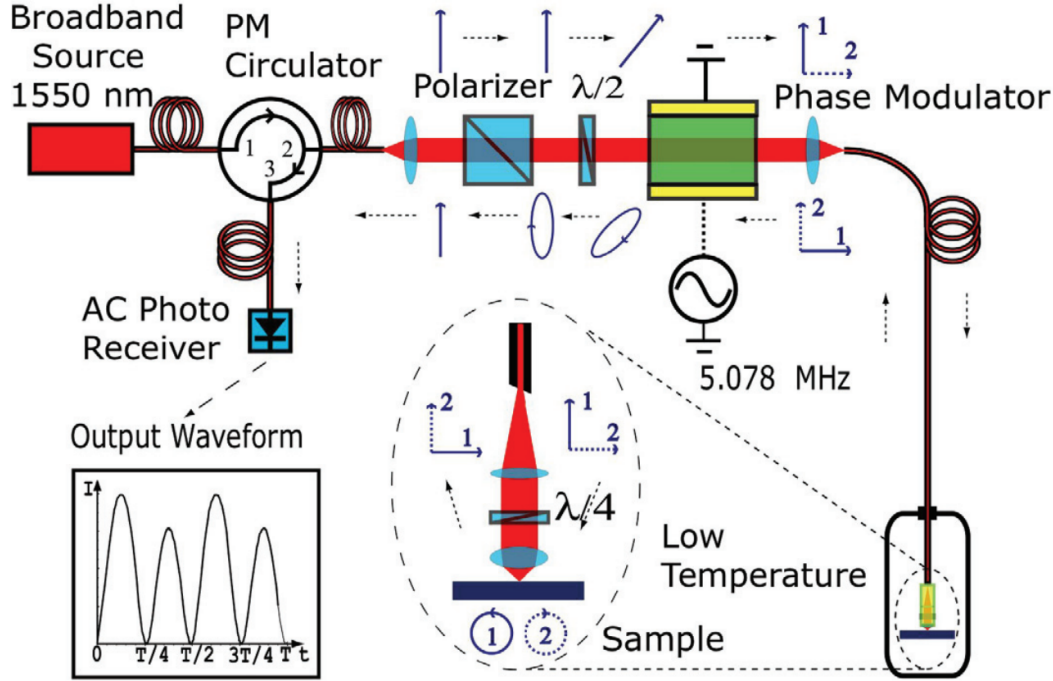 Broadband
Source
1550 nm
PM
Circulator
1
2
3
Polarizer
λ/2
1
2
Phase Modulator
2
1
AC Photo
Receiver
5.078 MHz
Output Waveform
I
0
T/4
T/2
3T/4
T
t
2
1
1
2
λ/4
Low
Temperature
1
2
Sample